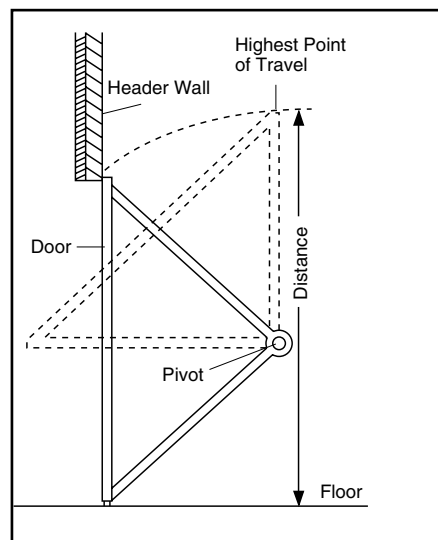 Highest Point
of Travel
Header Wall
Door
Distance
Pivot
Floor